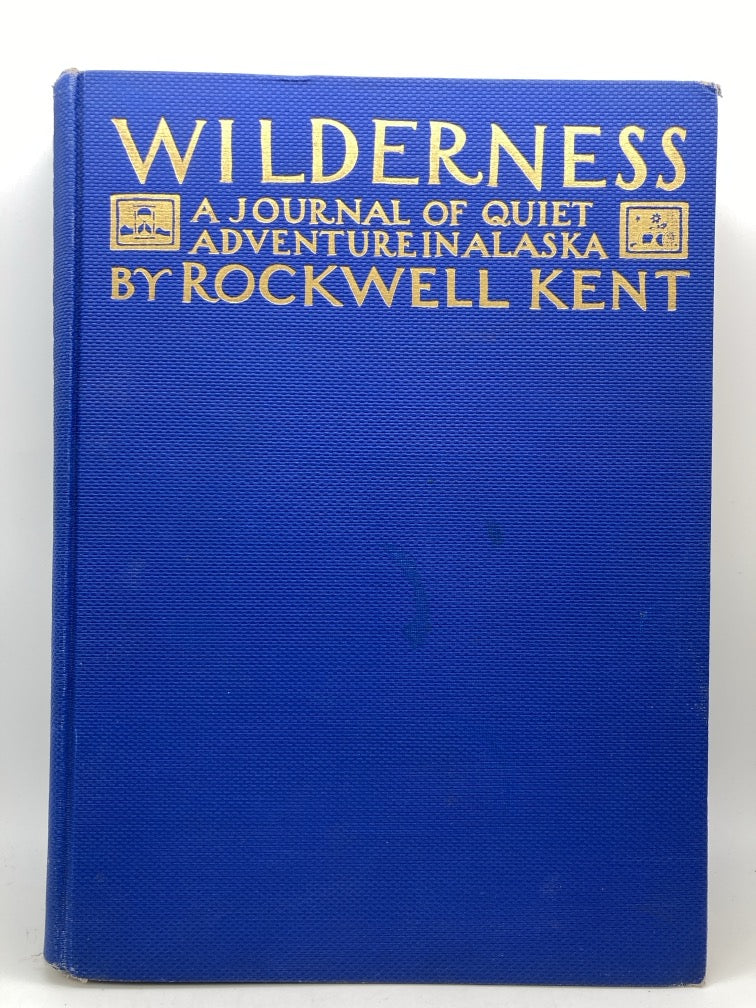 WILDERNESS
A JOURNAL OF QUIET
ADVENTURE IN ALASKA
BY ROCKWELL KENT